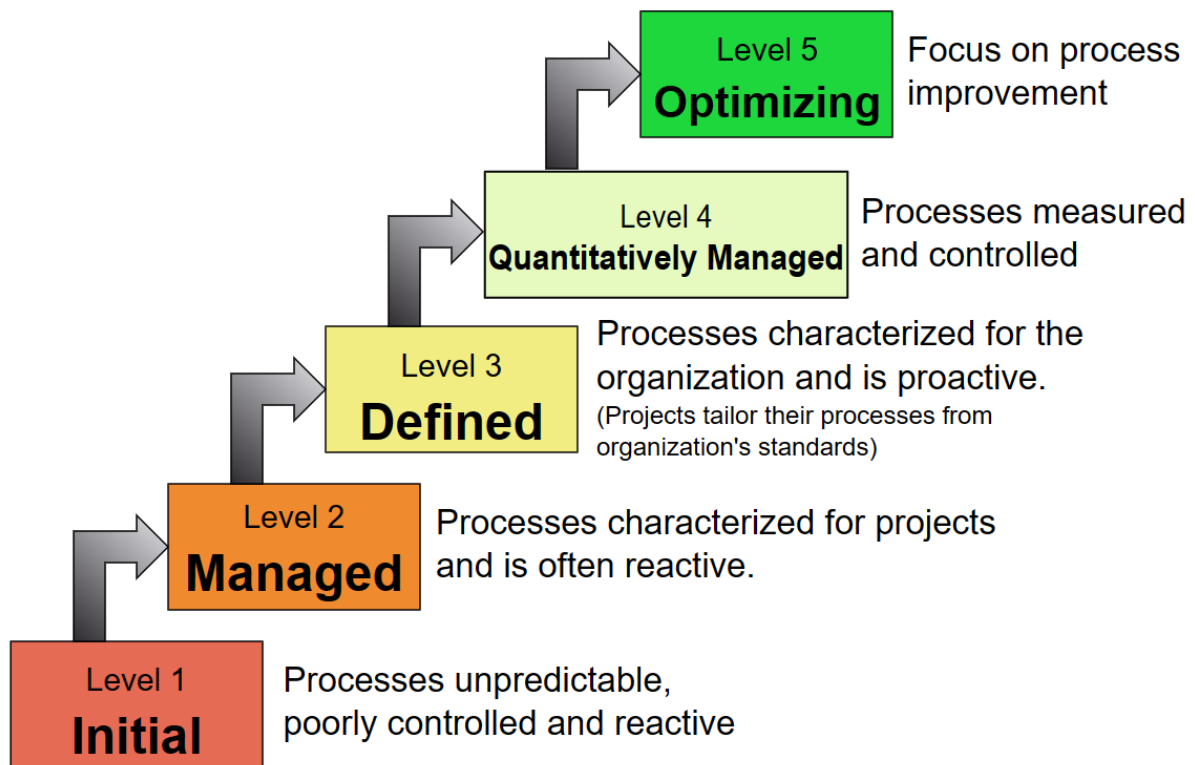 Level 5
Optimizing
Focus on process
improvement
Level 4
Quantitatively Managed
Processes measured
and controlled
Level 3
Defined
Processes characterized for the
organization and is proactive.
(Projects tailor their processes from
organization's standards)
Level 2
Managed
Processes characterized for projects
and is often reactive.
Level 1
Initial
Processes unpredictable,
poorly controlled and reactive